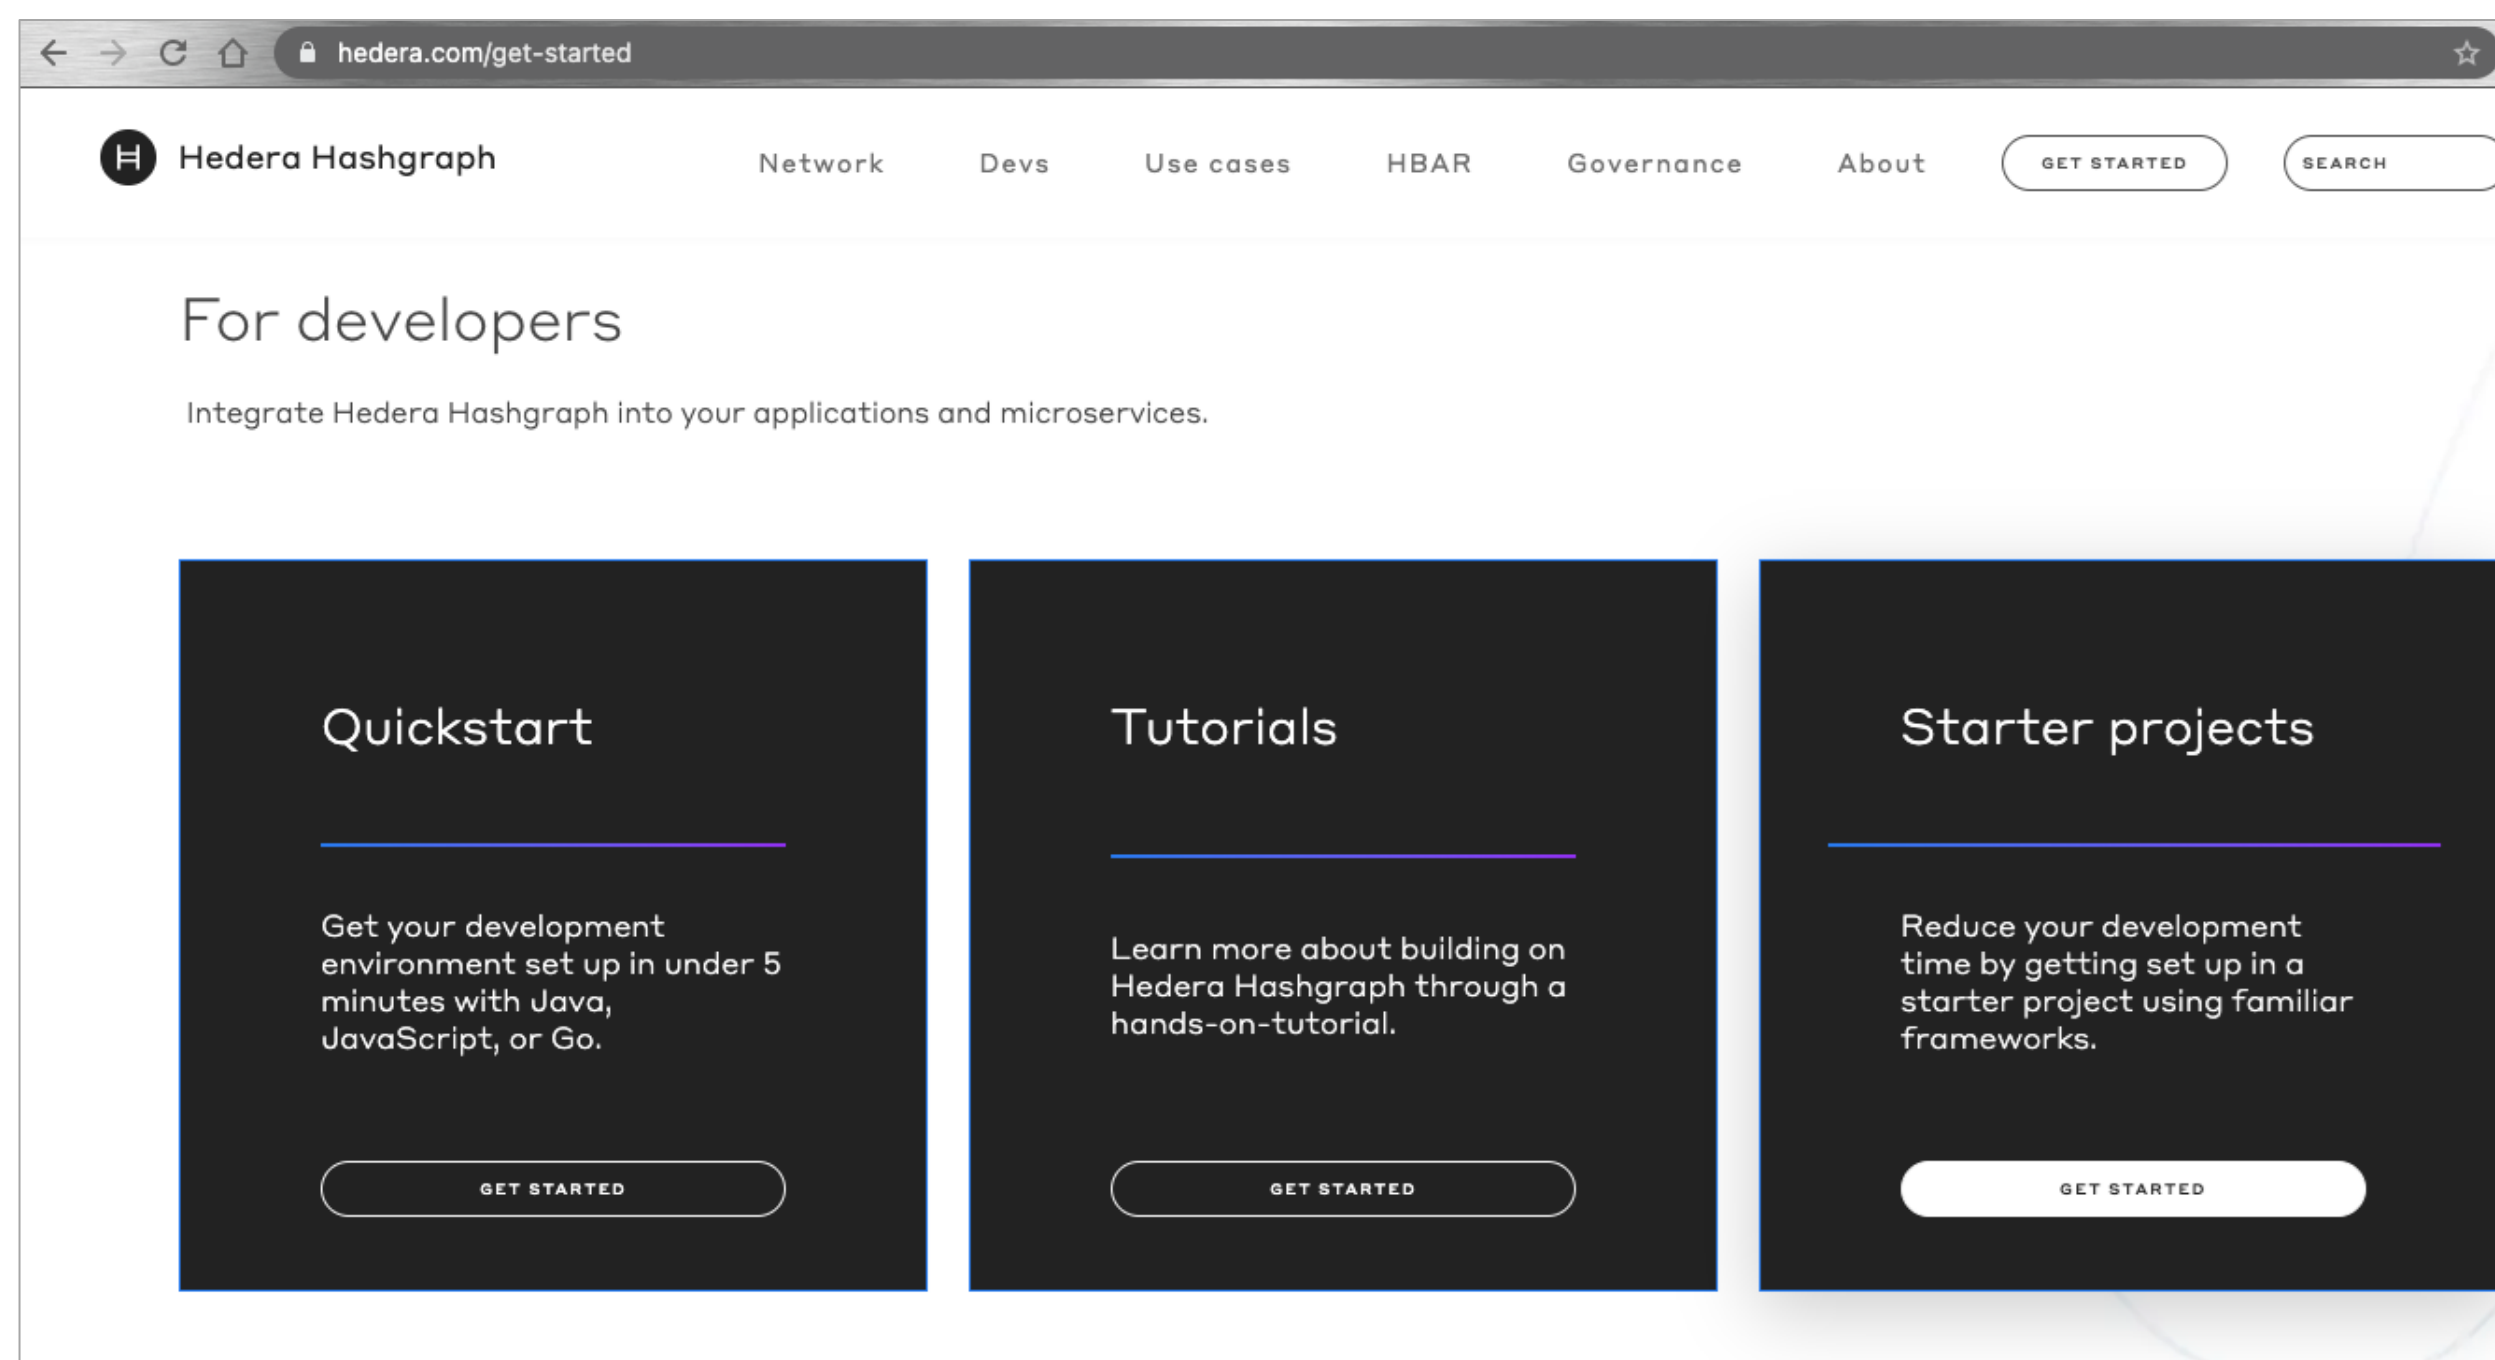 hedera.com/get-started
Hedera Hashgraph
Network
Devs
Use cases
HBAR
Governance
About
GET STARTED
SEARCH
For developers
Integrate Hedera Hashgraph into your applications and microservices.
Quickstart
Get your development
environment set up in under 5
minutes with Java,
JavaScript, or Go.
GET STARTED
Tutorials
Learn more about building on
Hedera Hashgraph through a
hands-on-tutorial.
GET STARTED
Starter projects
Reduce your development
time by getting set up in a
starter project using familiar
frameworks.
GET STARTED